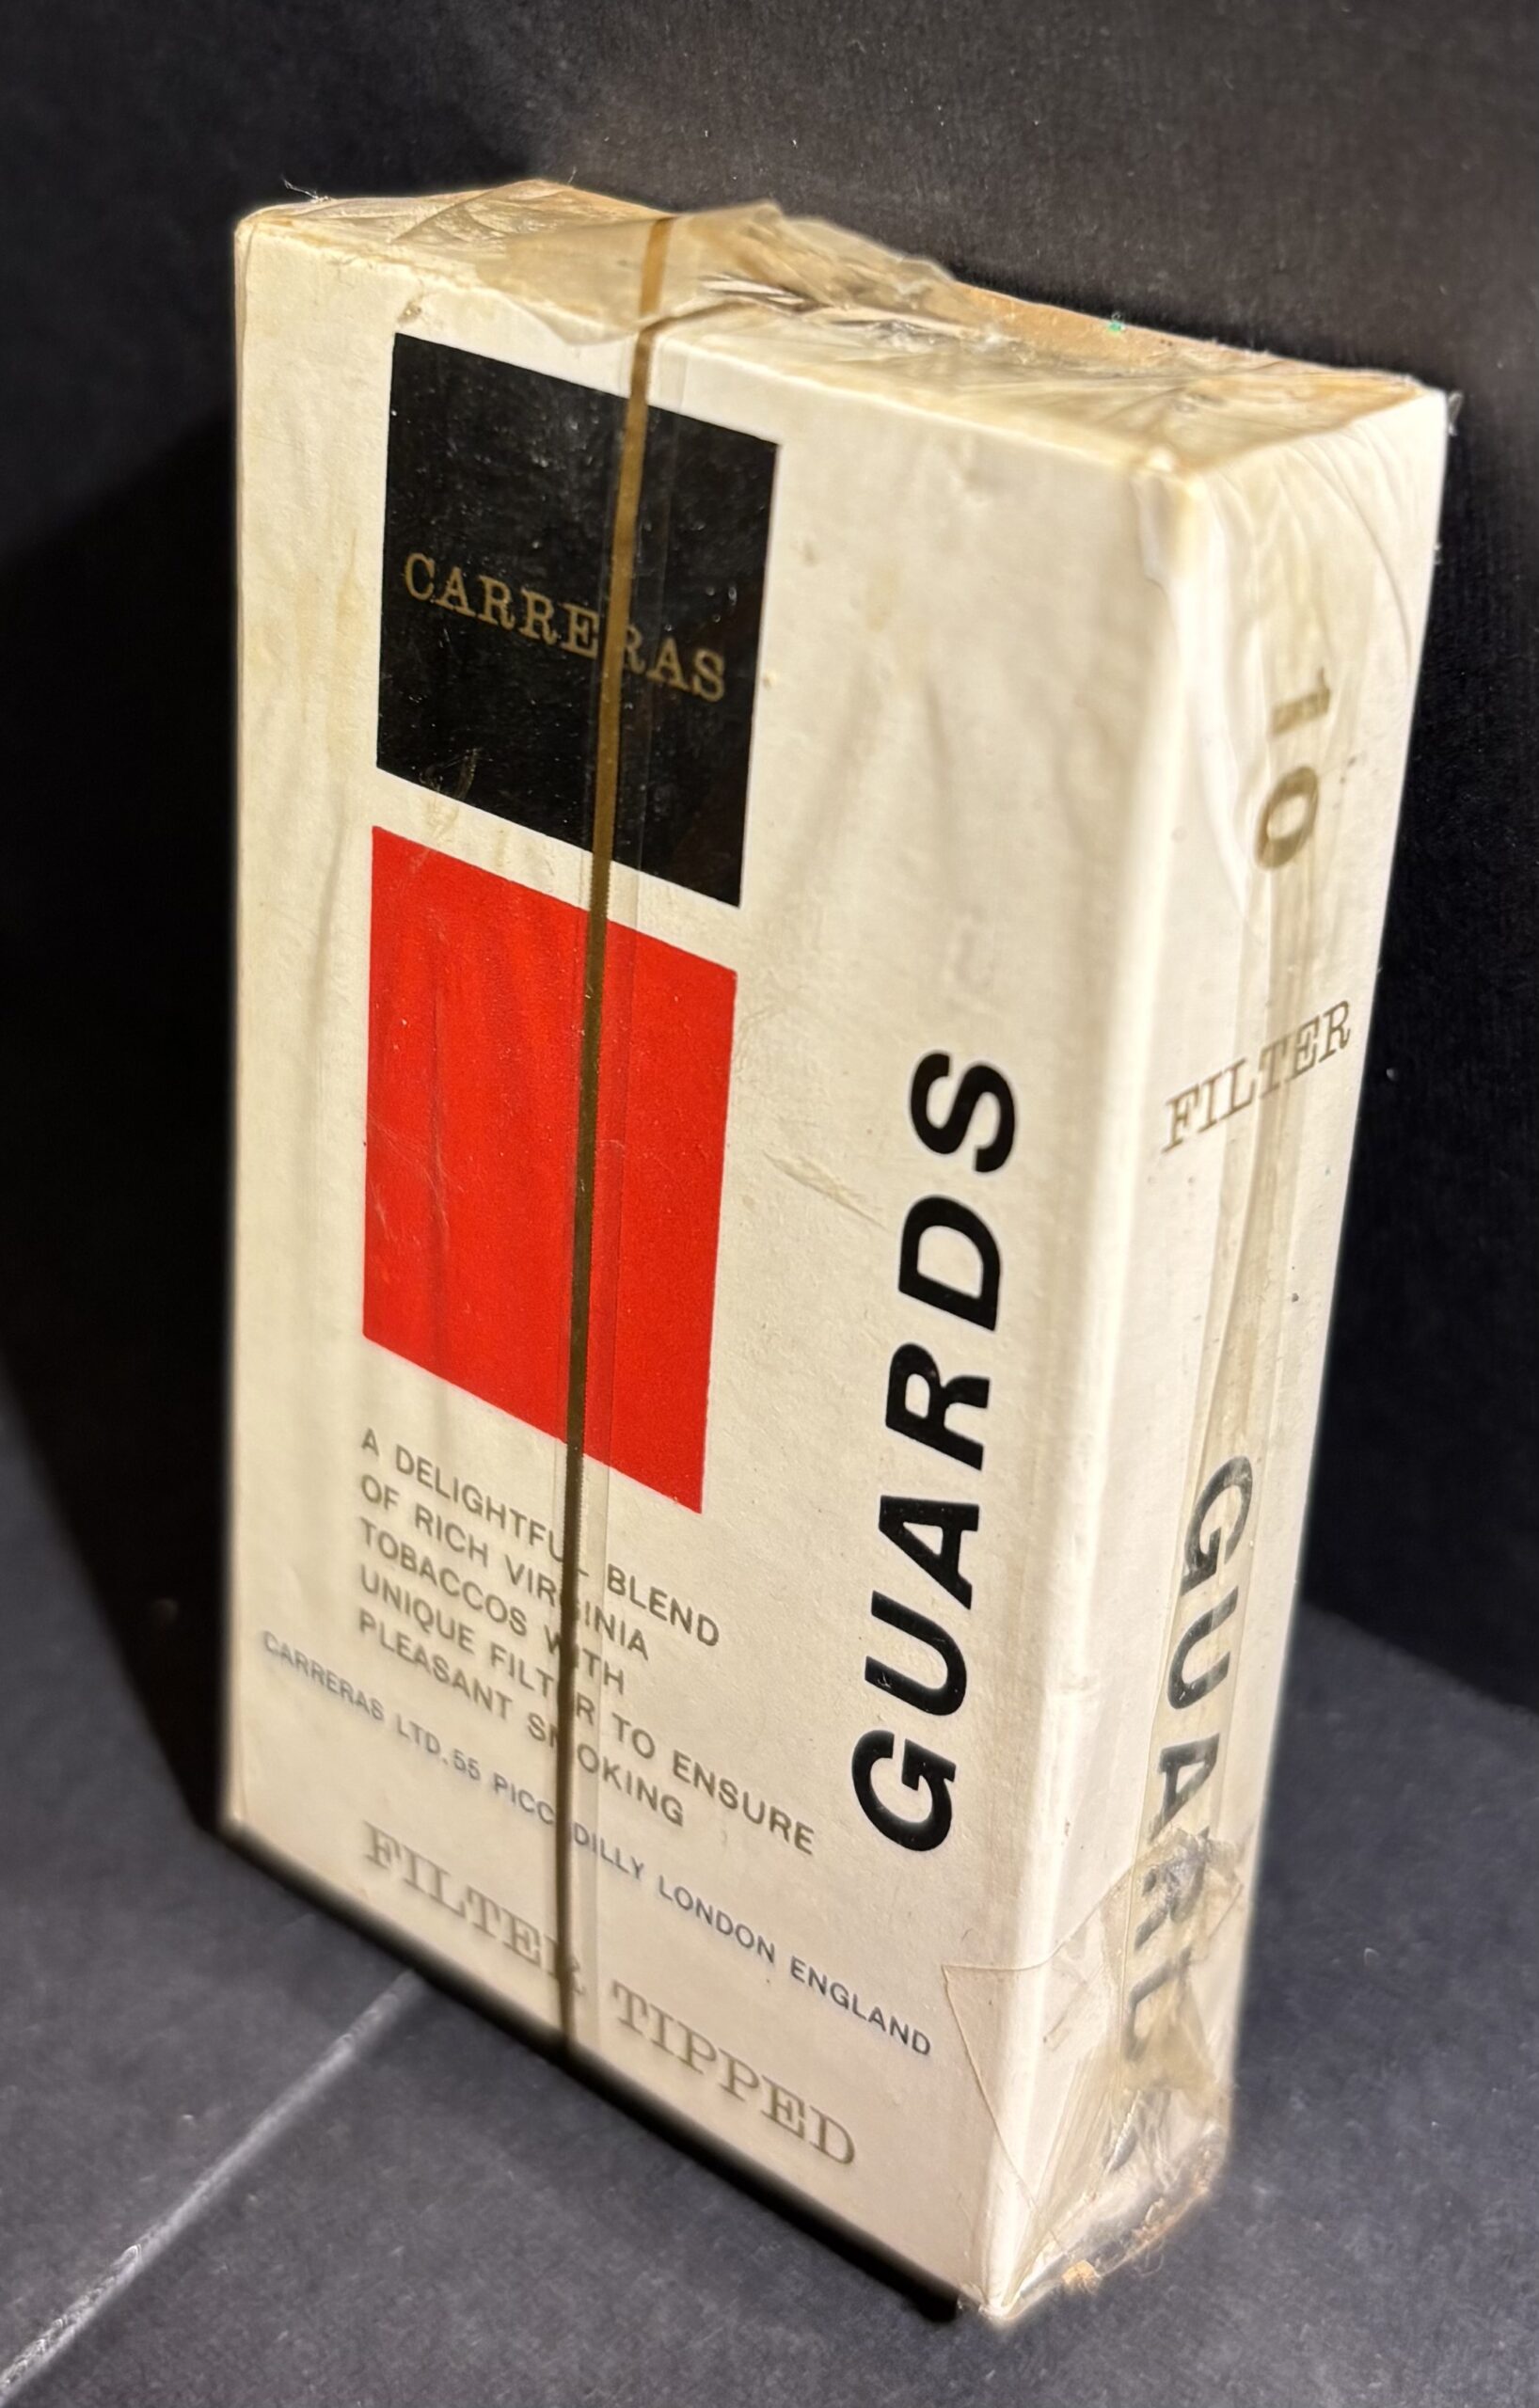 CARRERAS
A DELIGHTFUL BLEND
OF RICH VIRGINIA
TOBACCOS WITH
UNIQUE FILTER TO ENSURE
PLEASANT SMOKING
CARRERAS LTD. 55 PICCADILLY LONDON ENGLAND
FILTER TIPPED
GUARDS
10
FILTER
GUARDS